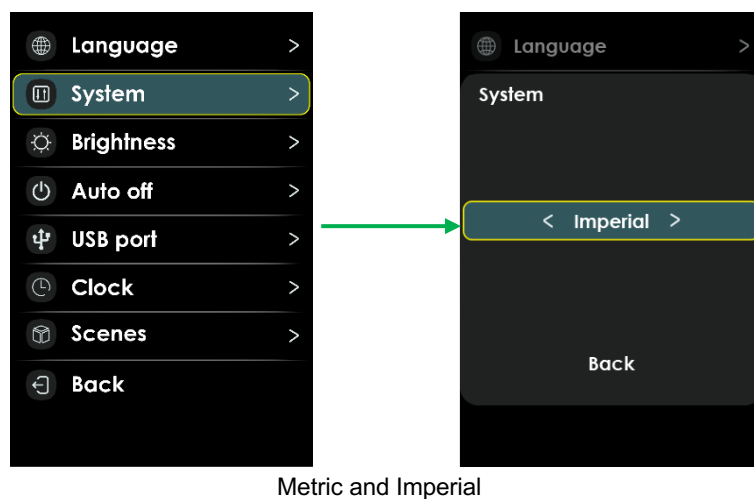 Language >
System >
Brightness >
Auto off >
USB port >
Clock >
Scenes >
Back
Language >
System
< Imperial >
Back
Metric and Imperial